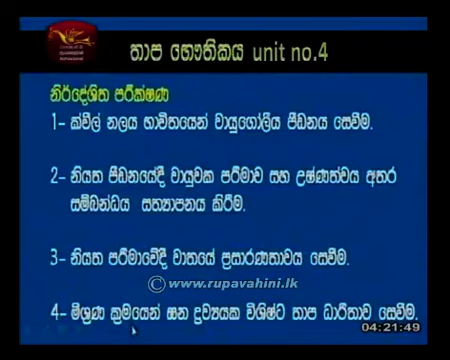 තාප භෞතිකය unit no.4
නිර්දේශිත පරීක්ෂණ
1- ක්විල් නලය භාවිතයෙන් වායුගෝලීය පීඩනය සෙවීම.
2- නියත පීඩනයේදී වායුවක පරිමාව සහ උෂ්ණත්වය අතර
සම්බන්ධය සත්‍යාපනය කිරීම.
3- නියත පරිමාවේදී වාතයේ ප්‍රසාරණතාවය සෙවීම.
© www.rupavahini.lk
4- මිශ්‍රණ ක්‍රමයෙන් ඝන ද්‍රව්‍යයක විශිෂ්ට තාප ධාරිතාව සෙවීම.
04:21:49